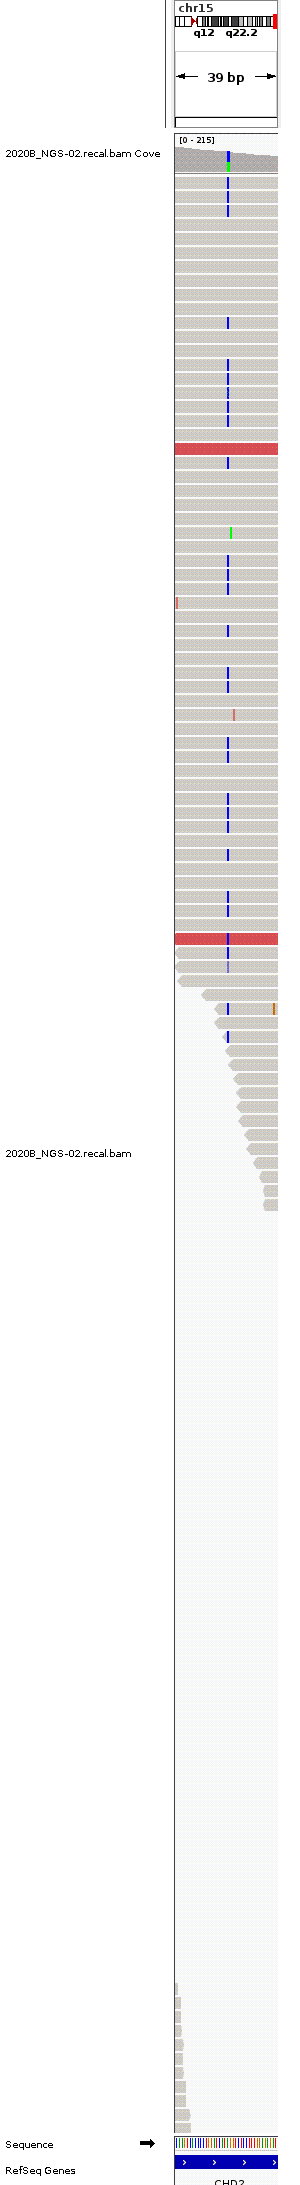 chr15
q12 q22.2
39 bp
[0 - 215]
2020B_NGS-02.recal.bam Cove
2020B_NGS-02.recal.bam
Sequence
RefSeq Genes
CHD2